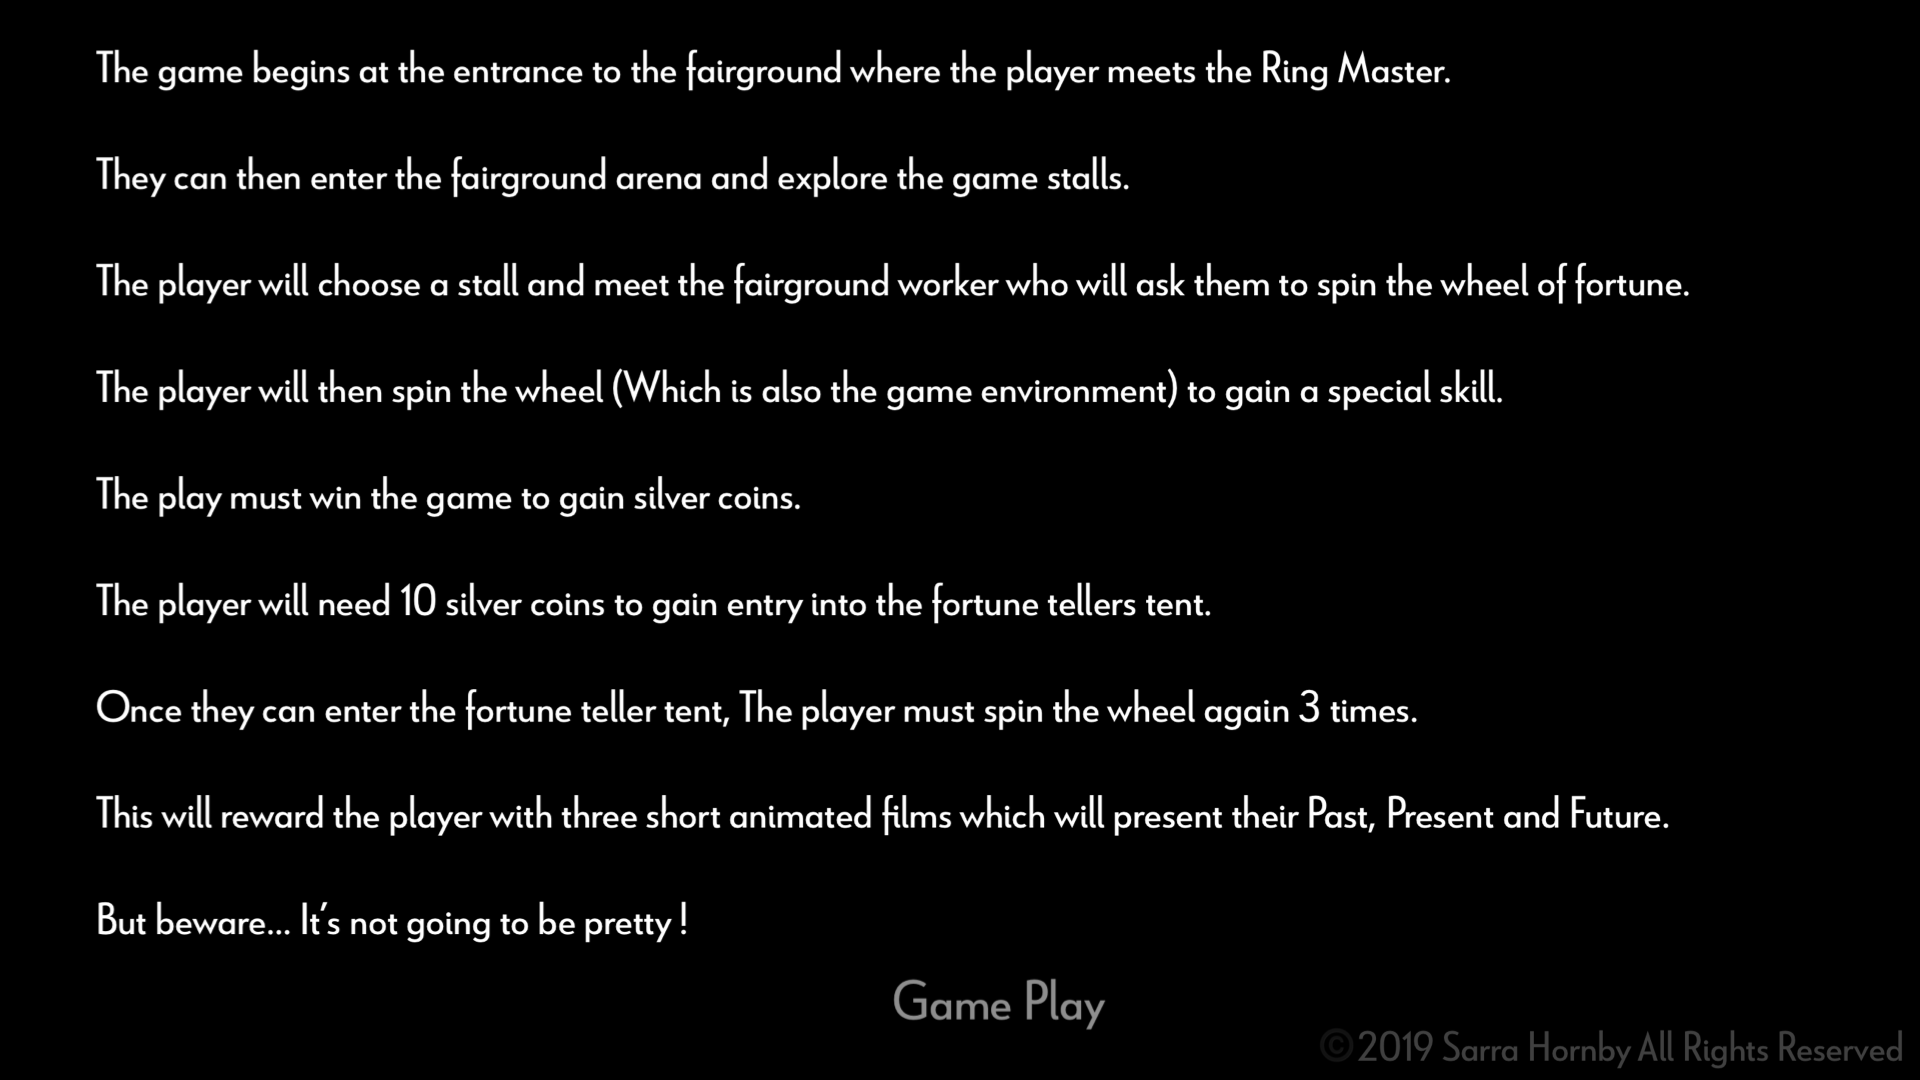 The game begins at the entrance to the fairground where the player meets the Ring Master.
They can then enter the fairground arena and explore the game stalls.
The player will choose a stall and meet the fairground worker who will ask them to spin the wheel of fortune.
The player will then spin the wheel (Which is also the game environment) to gain a special skill.
The play must win the game to gain silver coins.
The player will need 10 silver coins to gain entry into the fortune tellers tent.
Once they can enter the fortune teller tent, The player must spin the wheel again 3 times.
This will reward the player with three short animated films which will present their Past, Present and Future.
But beware... It's not going to be pretty !
Game Play
©2019 Sarra Hornby All Rights Reserved